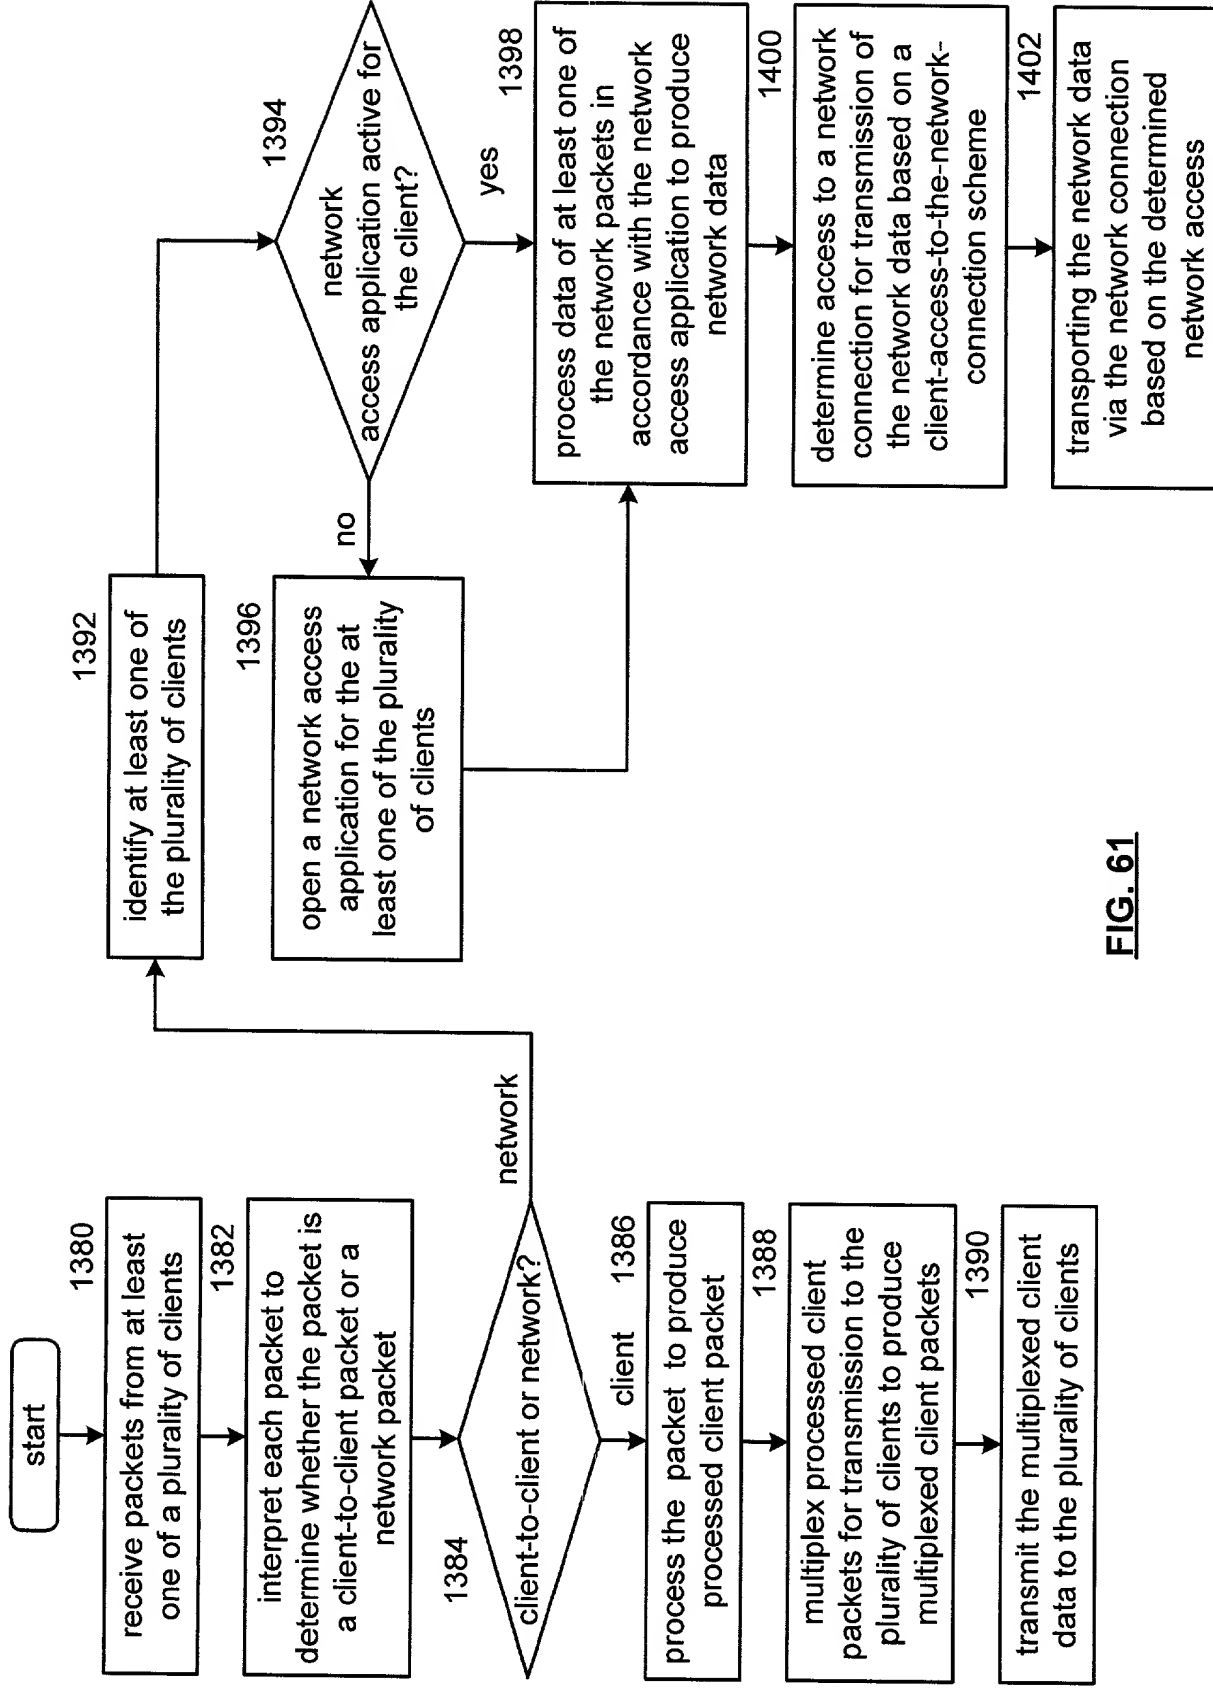 start
1380
receive packets from at least
one of a plurality of clients
1382
interpret each packet to
determine whether the packet is
a client-to-client packet or a
network packet
1384
client-to-client or network?
network
client
1386
process the packet to produce
processed client packet
1388
multiplex processed client
packets for transmission to the
plurality of clients to produce
multiplexed client packets
1390
transmit the multiplexed client
data to the plurality of clients
1392
identify at least one of
the plurality of clients
1394
network
access application active for
the client?
no
yes
1396
open a network access
application for the at
least one of the plurality
of clients
1398
process data of at least one of
the network packets in
accordance with the network
access application to produce
network data
1400
determine access to a network
connection for transmission of
the network data based on a
client-access-to-the-network-
connection scheme
1402
transporting the network data
via the network connection
based on the determined
network access
FIG. 61